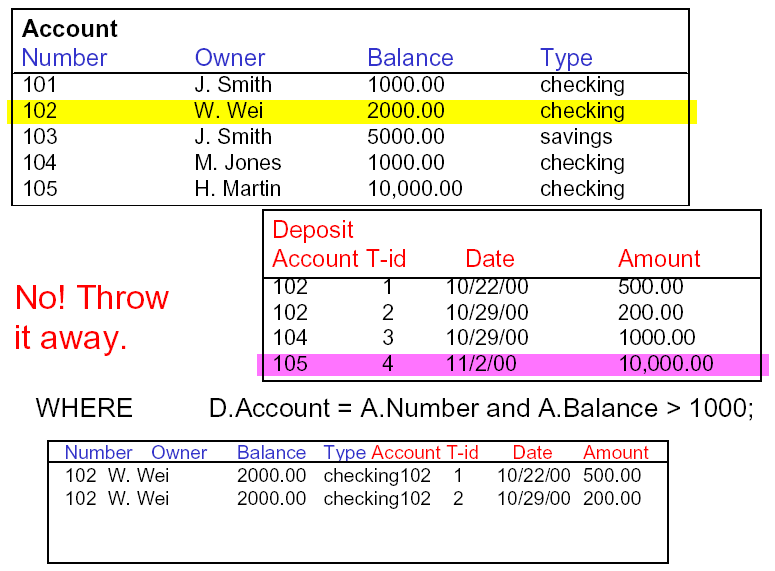 Account
Number Owner Balance Type
101 J. Smith 1000.00 checking
102 W. Wei 2000.00 checking
103 J. Smith 5000.00 savings
104 M. Jones 1000.00 checking
105 H. Martin 10,000.00 checking
Deposit
Account T-id Date Amount
102 1 10/22/00 500.00
102 2 10/29/00 200.00
104 3 10/29/00 1000.00
105 4 11/2/00 10,000.00
No! Throw
it away.
WHERE D.Account = A.Number and A.Balance > 1000;
Number Owner Balance Type Account T-id Date Amount
102 W. Wei 2000.00 checking102 1 10/22/00 500.00
102 W. Wei 2000.00 checking102 2 10/29/00 200.00